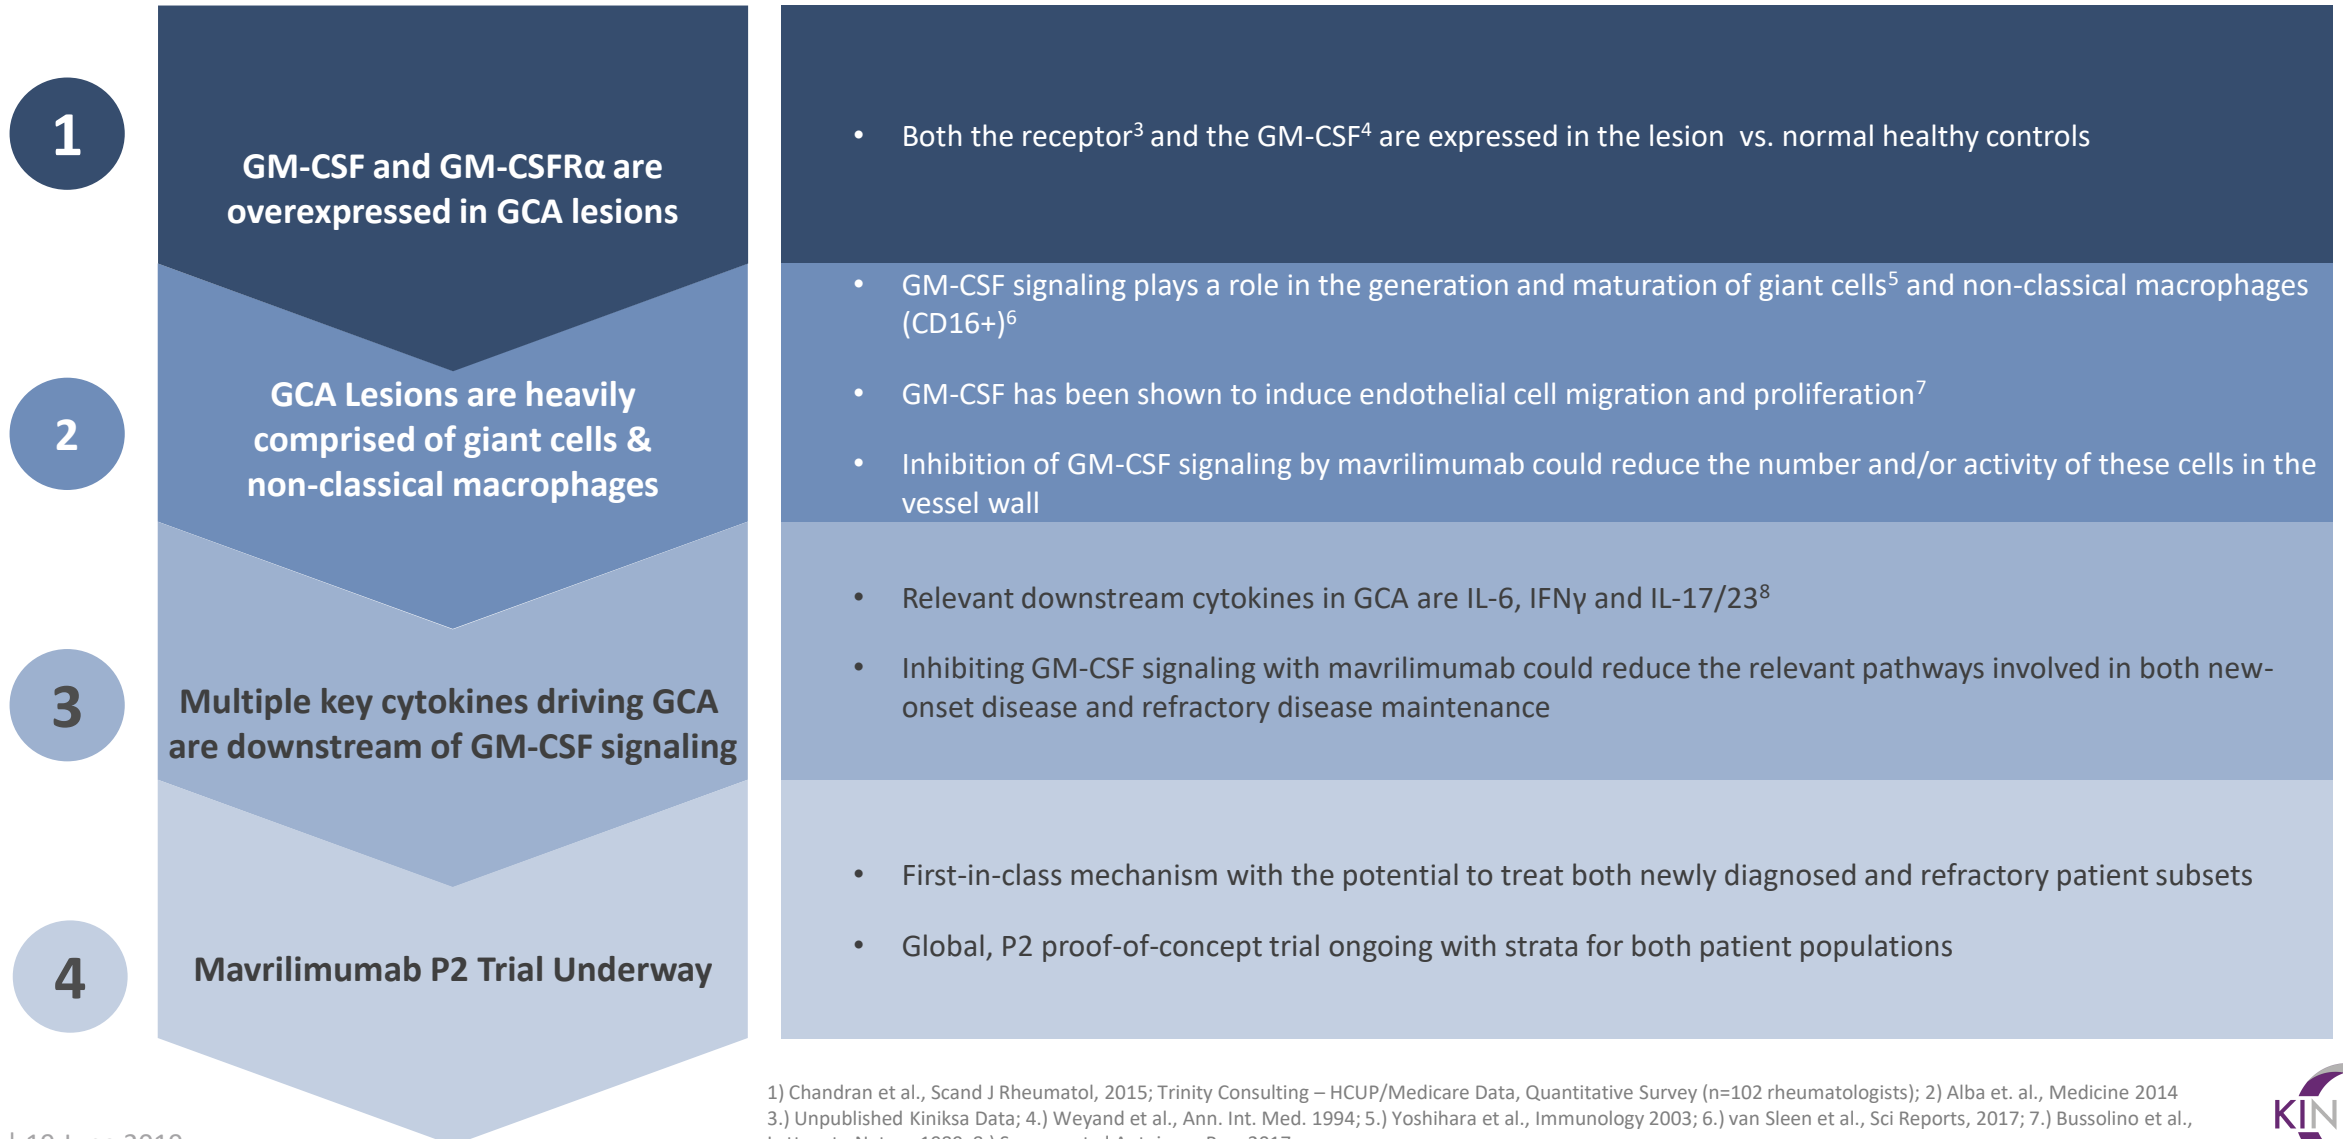 1
GM-CSF and GM-CSFRα are
overexpressed in GCA lesions
• Both the receptor3 and the GM-CSF4 are expressed in the lesion vs. normal healthy controls
2
GCA Lesions are heavily
comprised of giant cells &
non-classical macrophages
• GM-CSF signaling plays a role in the generation and maturation of giant cells5 and non-classical macrophages
(CD16+)6
• GM-CSF has been shown to induce endothelial cell migration and proliferation7
• Inhibition of GM-CSF signaling by mavrilimumab could reduce the number and/or activity of these cells in the
vessel wall
3
Multiple key cytokines driving GCA
are downstream of GM-CSF signaling
• Relevant downstream cytokines in GCA are IL-6, IFNγ and IL-17/238
• Inhibiting GM-CSF signaling with mavrilimumab could reduce the relevant pathways involved in both new-
onset disease and refractory disease maintenance
4
Mavrilimumab P2 Trial Underway
• First-in-class mechanism with the potential to treat both newly diagnosed and refractory patient subsets
• Global, P2 proof-of-concept trial ongoing with strata for both patient populations
1) Chandran et al., Scand J Rheumatol, 2015; Trinity Consulting – HCUP/Medicare Data, Quantitative Survey (n=102 rheumatologists); 2) Alba et. al., Medicine 2014
3.) Unpublished Kiniksa Data; 4.) Weyand et al., Ann. Int. Med. 1994; 5.) Yoshihara et al., Immunology 2003; 6.) van Sleen et al., Sci Reports, 2017; 7.) Bussolino et al.,
KIN